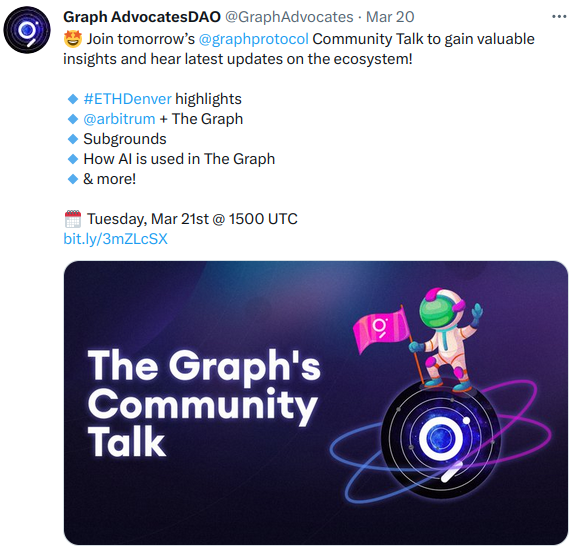 Graph AdvocatesDAO @GraphAdvocates · Mar 20
🤩 Join tomorrow's @graphprotocol Community Talk to gain valuable
insights and hear latest updates on the ecosystem!
🔹 #ETHDenver highlights
🔹 @arbitrum + The Graph
🔹 Subgrounds
🔹 How AI is used in The Graph
🔹 & more!
🗓️ Tuesday, Mar 21st @ 1500 UTC
bit.ly/3mZLcSX
The Graph's
Community
Talk